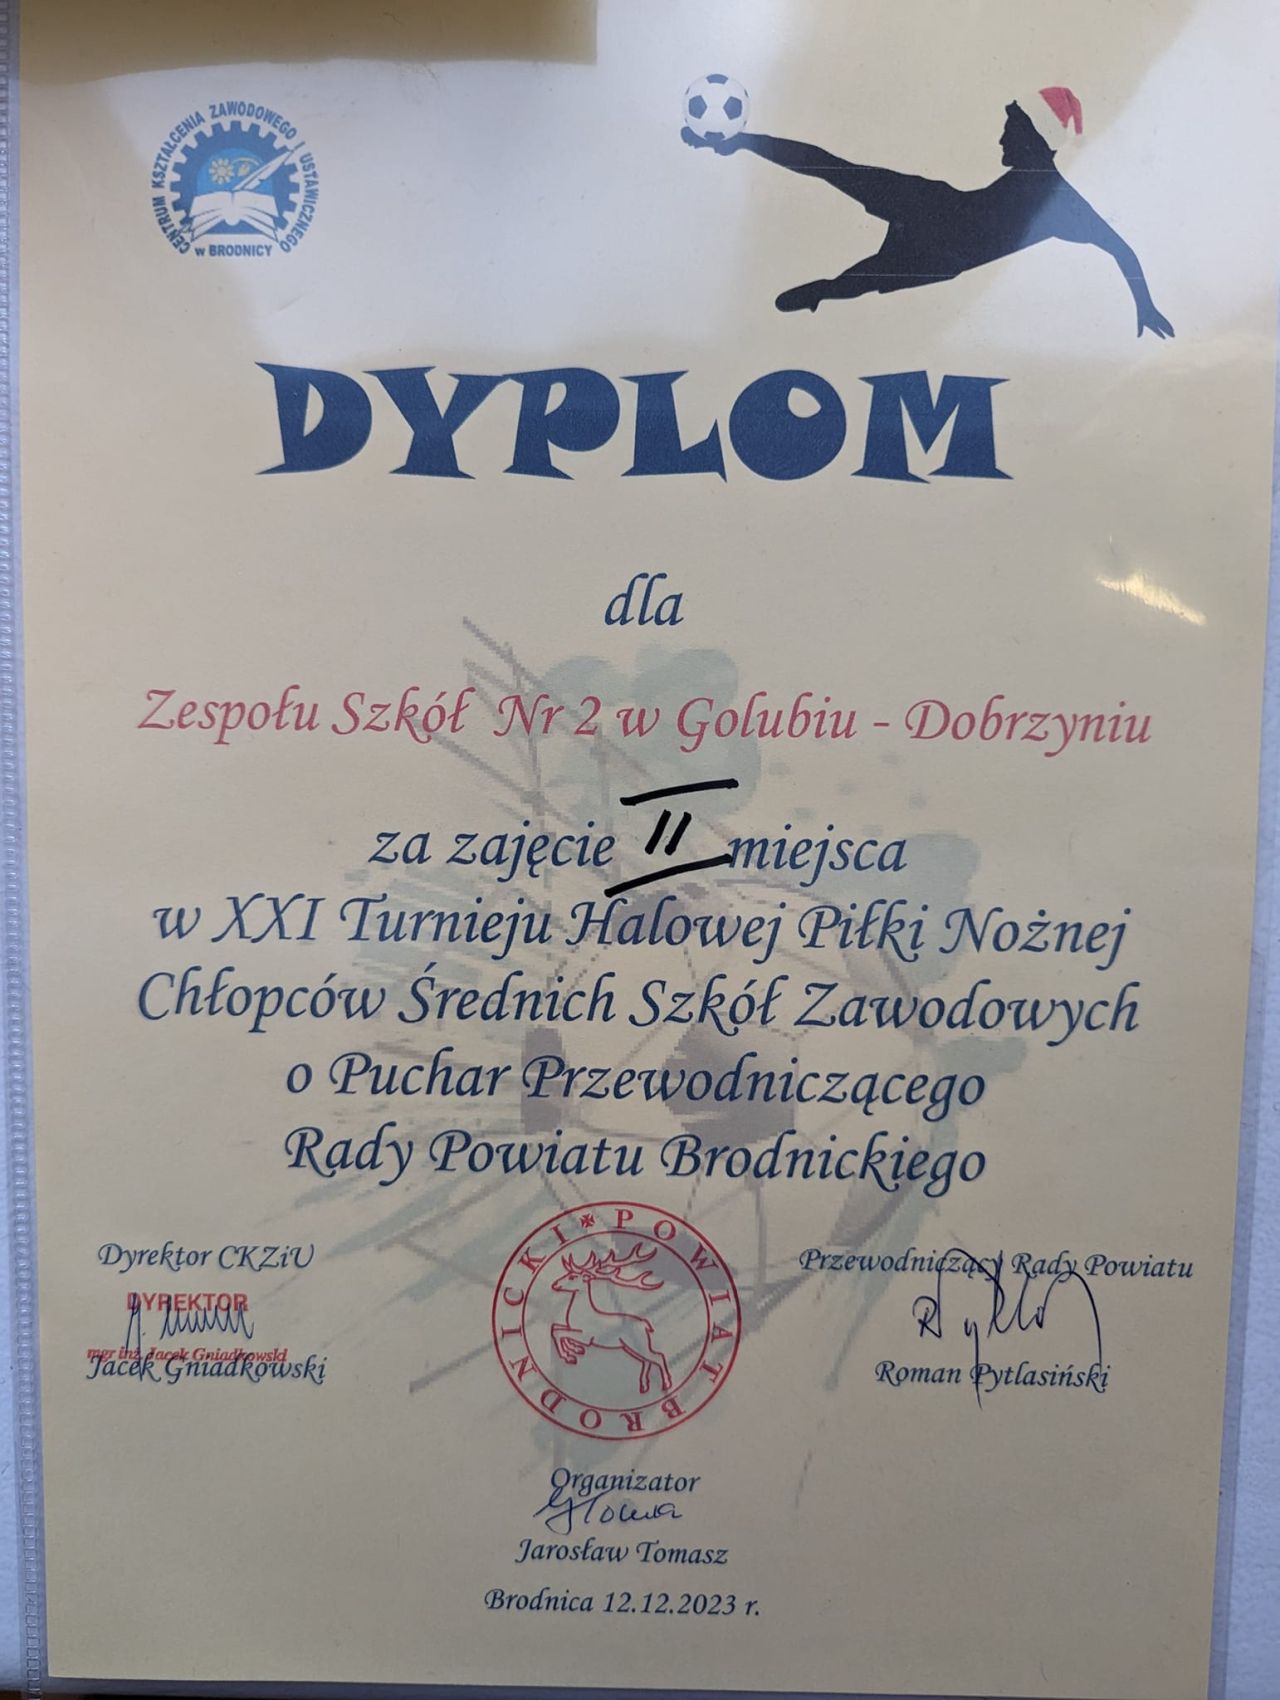 CENTRUM KSZTAŁCENIA ZAWODOWEGO I USTAWICZNEGO
w BRODNICY
DYPLOM
dla
Zespołu Szkół Nr 2 w Golubiu - Dobrzyniu
za zajęcie II miejsca
w XXI Turnieju Halowej Piłki Nożnej
Chłopców Średnich Szkół Zawodowych
o Puchar Przewodniczącego
Rady Powiatu Brodnickiego
POWIAT BRODNICKI
Dyrektor CKZiU
DYREKTOR
mgr inż. Jacek Gniadkowski
Jacek Gniadkowski
Przewodniczący Rady Powiatu
Roman Pytlasiński
Organizator
Jarosław Tomasz
Brodnica 12.12.2023 r.